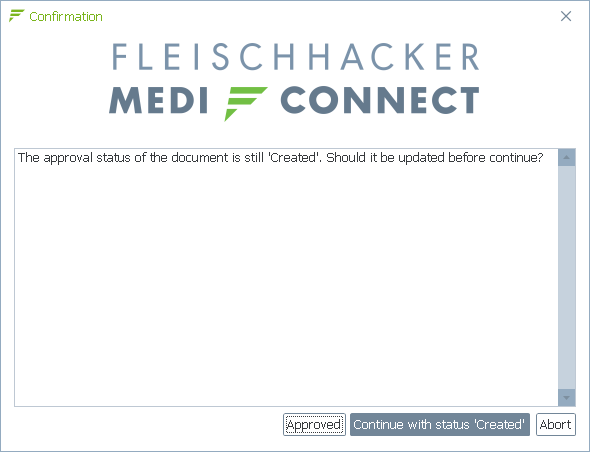 Confirmation
FLEISCHHACKER
MEDI CONNECT
The approval status of the document is still 'Created'. Should it be updated before continue?
Approved Continue with status 'Created' Abort